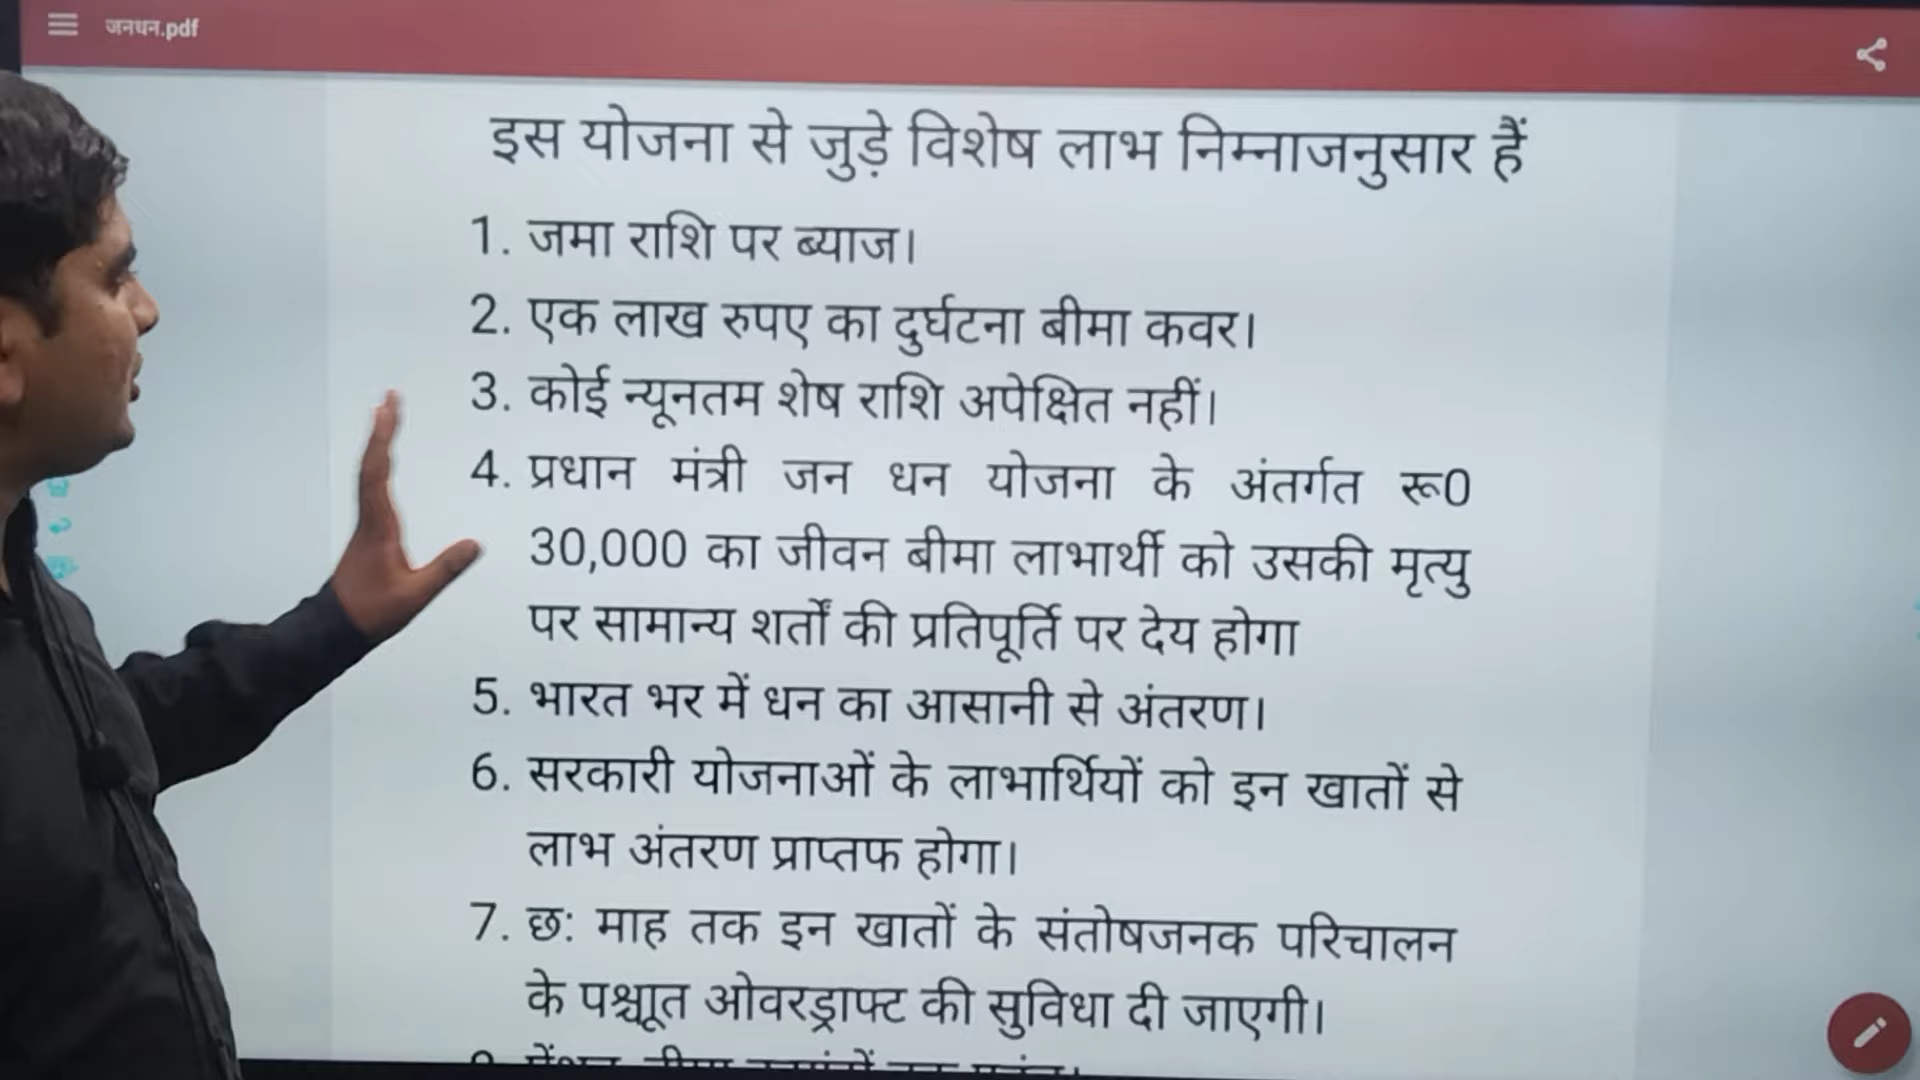 जनधन.pdf
इस योजना से जुड़े विशेष लाभ निम्नाजनुसार हैं
1. जमा राशि पर ब्याज।
2. एक लाख रुपए का दुर्घटना बीमा कवर।
3. कोई न्यूनतम शेष राशि अपेक्षित नहीं।
4. प्रधान मंत्री जन धन योजना के अंतर्गत रू0
30,000 का जीवन बीमा लाभार्थी को उसकी मृत्यु
पर सामान्य शर्तों की प्रतिपूर्ति पर देय होगा
5. भारत भर में धन का आसानी से अंतरण।
6. सरकारी योजनाओं के लाभार्थियों को इन खातों से
लाभ अंतरण प्राप्तफ होगा।
7. छ: माह तक इन खातों के संतोषजनक परिचालन
के पश्चाूत ओवरड्राफ्ट की सुविधा दी जाएगी।